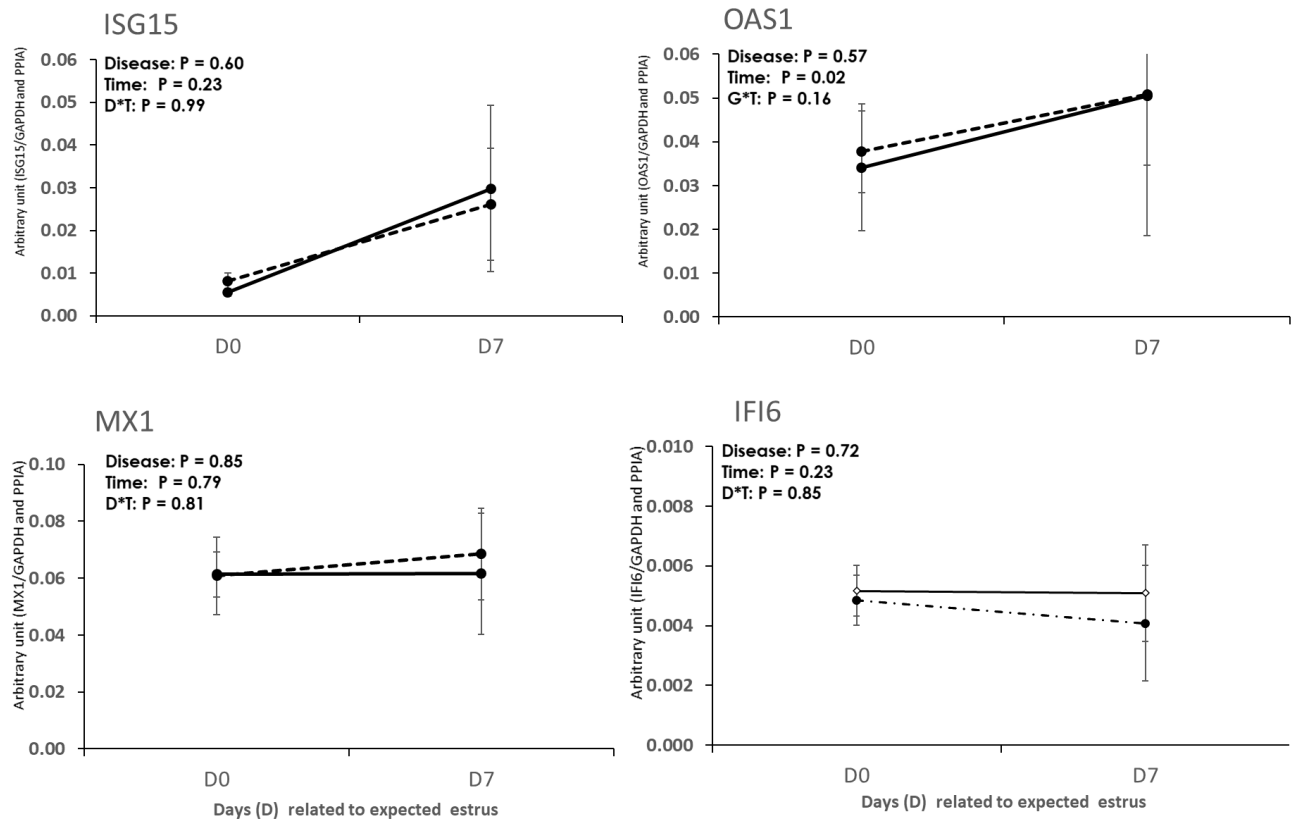 ISG15
Disease: P = 0.60
Time: P = 0.23
D*T: P = 0.99
Arbitrary unit (ISG15/GAPDH and PPIA)
0.06
0.05
0.04
0.03
0.02
0.01
0.00
D0 D7
OAS1
Disease: P = 0.57
Time: P = 0.02
G*T: P = 0.16
Arbitrary unit (OAS1/GAPDH and PPIA)
0.06
0.05
0.04
0.03
0.02
0.01
0.00
D0 D7
MX1
Disease: P = 0.85
Time: P = 0.79
D*T: P = 0.81
Arbitrary unit (MX1/GAPDH and PPIA)
0.10
0.08
0.06
0.04
0.02
0.00
D0 D7
Days (D) related to expected estrus
IFI6
Disease: P = 0.72
Time: P = 0.23
D*T: P = 0.85
Arbitrary unit (IFI6/GAPDH and PPIA)
0.010
0.008
0.006
0.004
0.002
0.000
D0 D7
Days (D) related to expected estrus